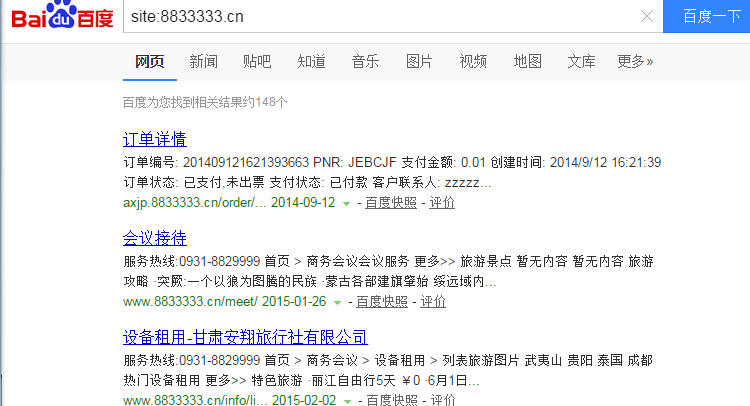 Bai du 百度 site:8833333.cn 百度一下
网页 新闻 贴吧 知道 音乐 图片 视频 地图 文库 更多»
百度为您找到相关结果约148个
订单详情
订单编号: 201409121621393663 PNR: JEBCJF 支付金额: 0.01 创建时间: 2014/9/12 16:21:39
订单状态: 已支付,未出票 支付状态: 已付款 客户联系人: zzzzz...
axjp.8833333.cn/order/... 2014-09-12 - 百度快照 - 评价
会议接待
服务热线:0931-8829999 首页 > 商务会议会议服务 更多>> 旅游景点 暂无内容 暂无内容 旅游
攻略 ·突厥:一个以狼为图腾的民族 ·蒙古各部建旗肇始 绥远域内...
www.8833333.cn/meet/ 2015-01-26 - 百度快照 - 评价
设备租用-甘肃安翔旅行社有限公司
服务热线:0931-8829999 首页 > 商务会议 > 设备租用 > 列表旅游图片 武夷山 贵阳 泰国 成都
热门设备租用 更多>> 特色旅游 ·丽江自由行5天 ￥0 ·6月1日...
www.8833333.cn/info/li... 2015-02-02 - 百度快照 - 评价